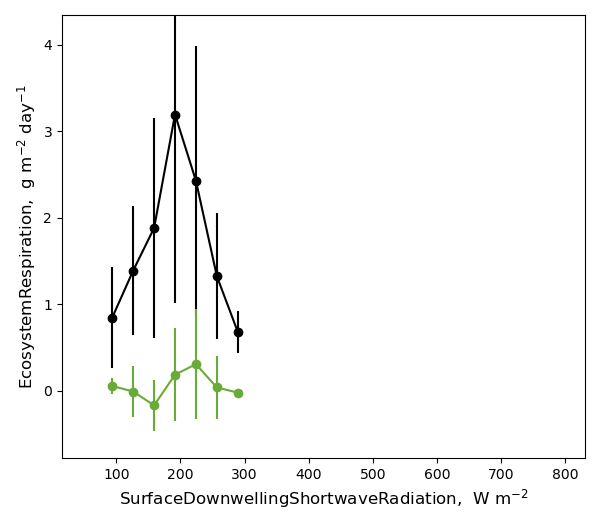 4
3
2
1
0
EcosystemRespiration, g m⁻² day⁻¹
100 200 300 400 500 600 700 800
SurfaceDownwellingShortwaveRadiation, W m⁻²